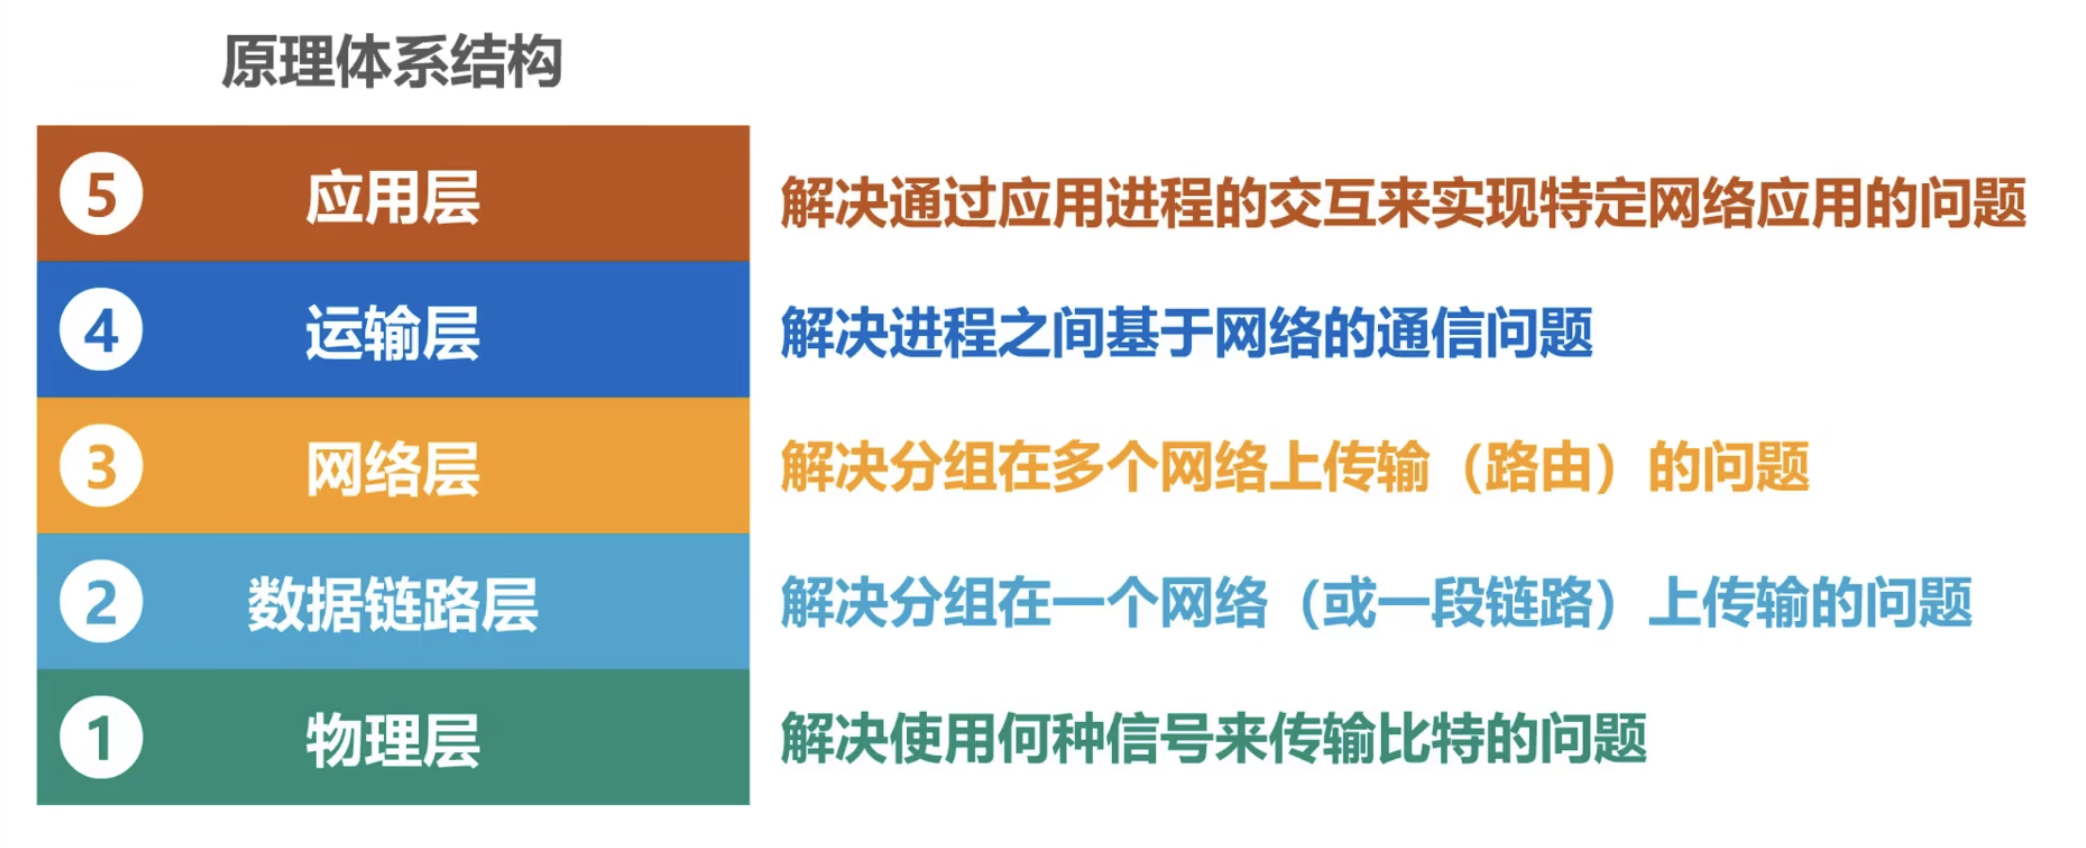 原理体系结构
5 应用层 解决通过应用进程的交互来实现特定网络应用的问题
4 运输层 解决进程之间基于网络的通信问题
3 网络层 解决分组在多个网络上传输（路由）的问题
2 数据链路层 解决分组在一个网络（或一段链路）上传输的问题
1 物理层 解决使用何种信号来传输比特的问题